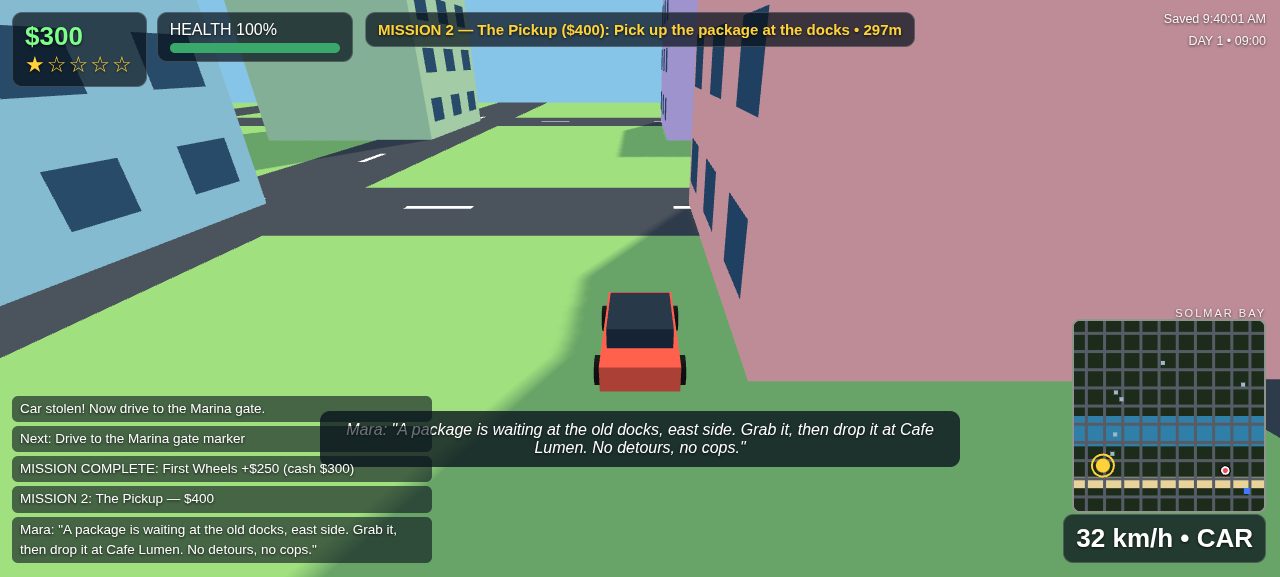 $300
★☆☆☆☆
HEALTH 100%
MISSION 2 — The Pickup ($400): Pick up the package at the docks • 297m
Saved 9:40:01 AM
DAY 1 • 09:00
SOLMAR BAY
Car stolen! Now drive to the Marina gate.
Next: Drive to the Marina gate marker
MISSION COMPLETE: First Wheels +$250 (cash $300)
MISSION 2: The Pickup — $400
Mara: "A package is waiting at the old docks, east side. Grab it,
then drop it at Cafe Lumen. No detours, no cops."
Mara: "A package is waiting at the old docks, east side. Grab it, then drop it at Cafe
Lumen. No detours, no cops."
32 km/h • CAR